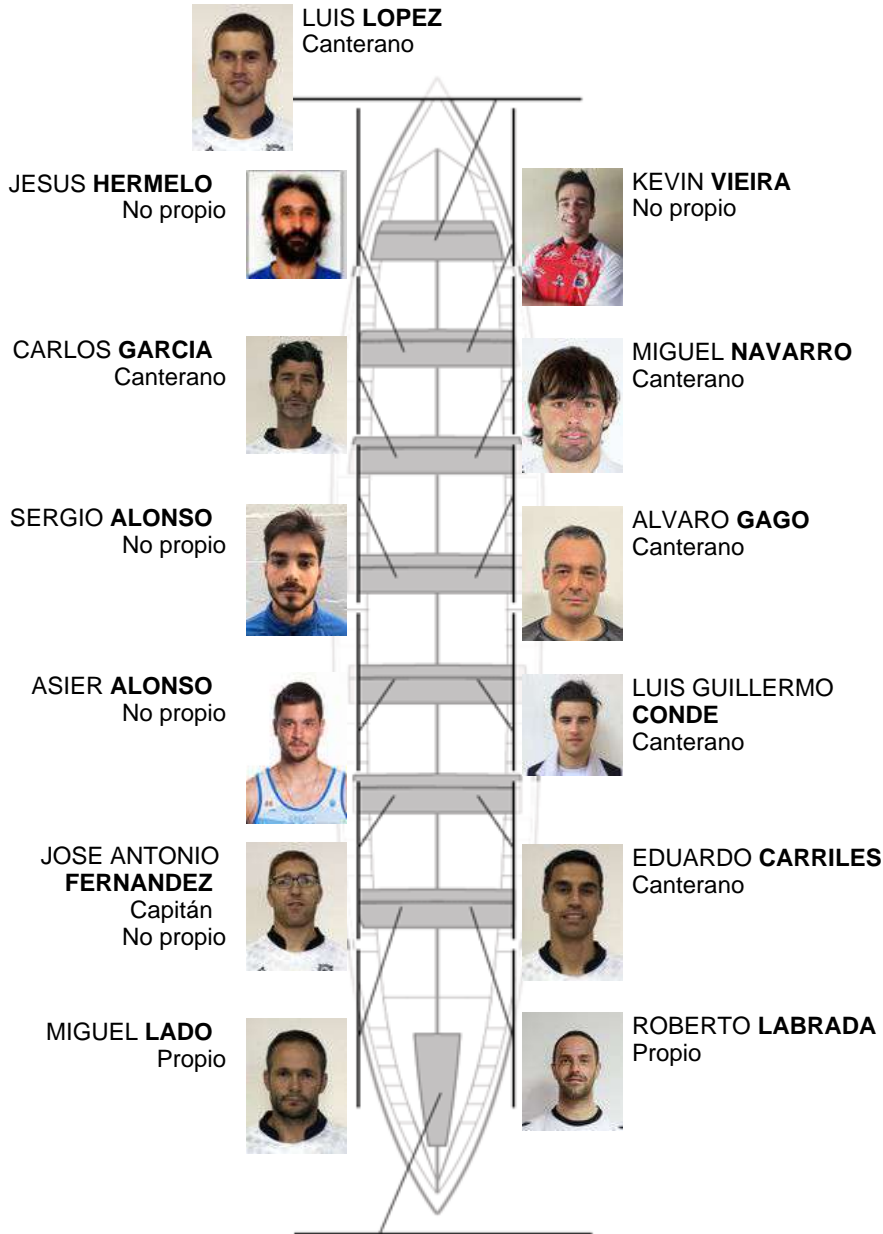 LUIS LOPEZ
Canterano
JESUS HERMELO
No propio
KEVIN VIEIRA
No propio
CARLOS GARCIA
Canterano
MIGUEL NAVARRO
Canterano
SERGIO ALONSO
No propio
ALVARO GAGO
Canterano
ASIER ALONSO
No propio
LUIS GUILLERMO
CONDE
Canterano
JOSE ANTONIO
FERNANDEZ
Capitán
No propio
EDUARDO CARRILES
Canterano
MIGUEL LADO
Propio
ROBERTO LABRADA
Propio